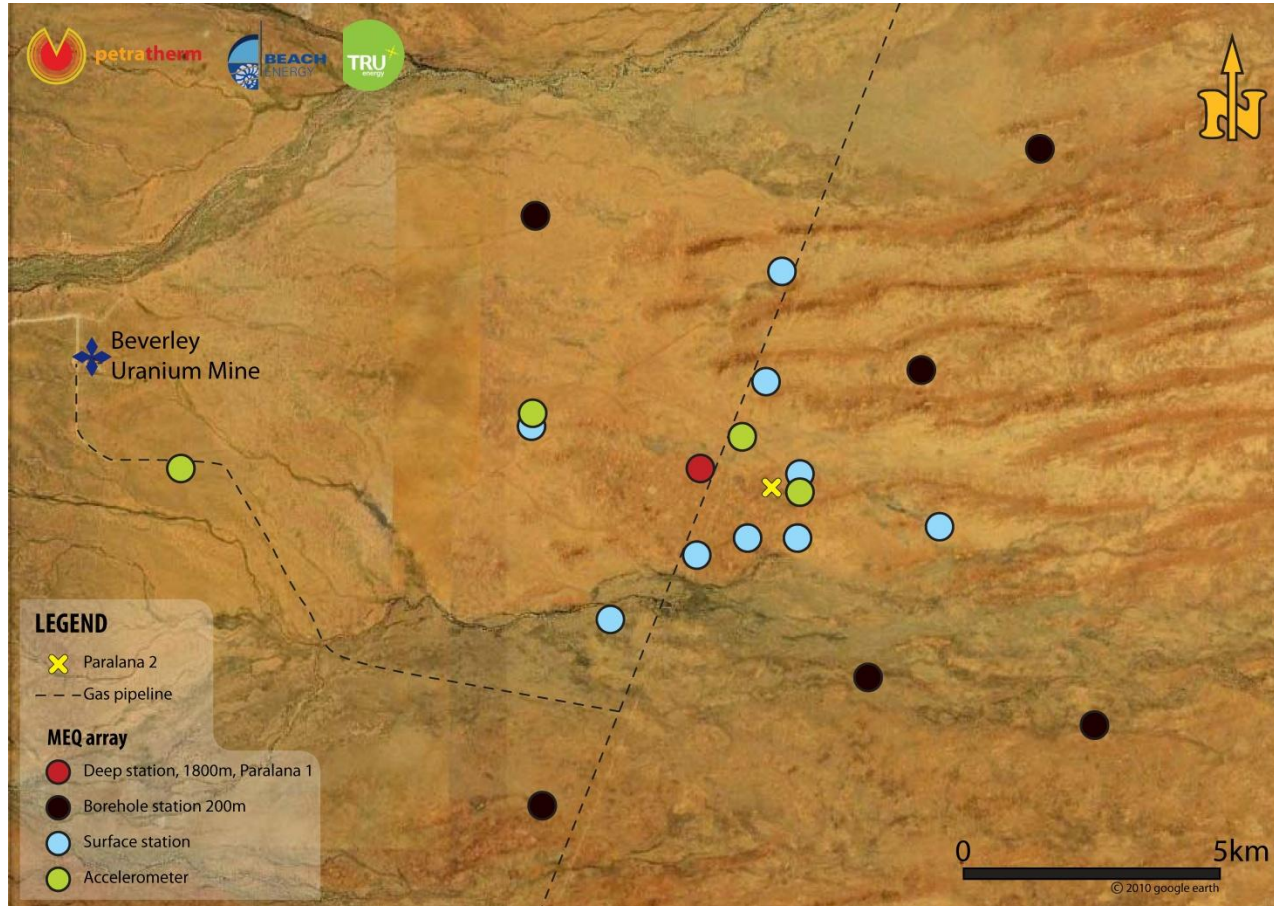 petratherm
BEACH
ENERGY
TRU
energy
N
Beverley
Uranium Mine
LEGEND
Paralana 2
Gas pipeline
MEQ array
Deep station, 1800m, Paralana 1
Borehole station 200m
Surface station
Accelerometer
0 5km
© 2010 google earth